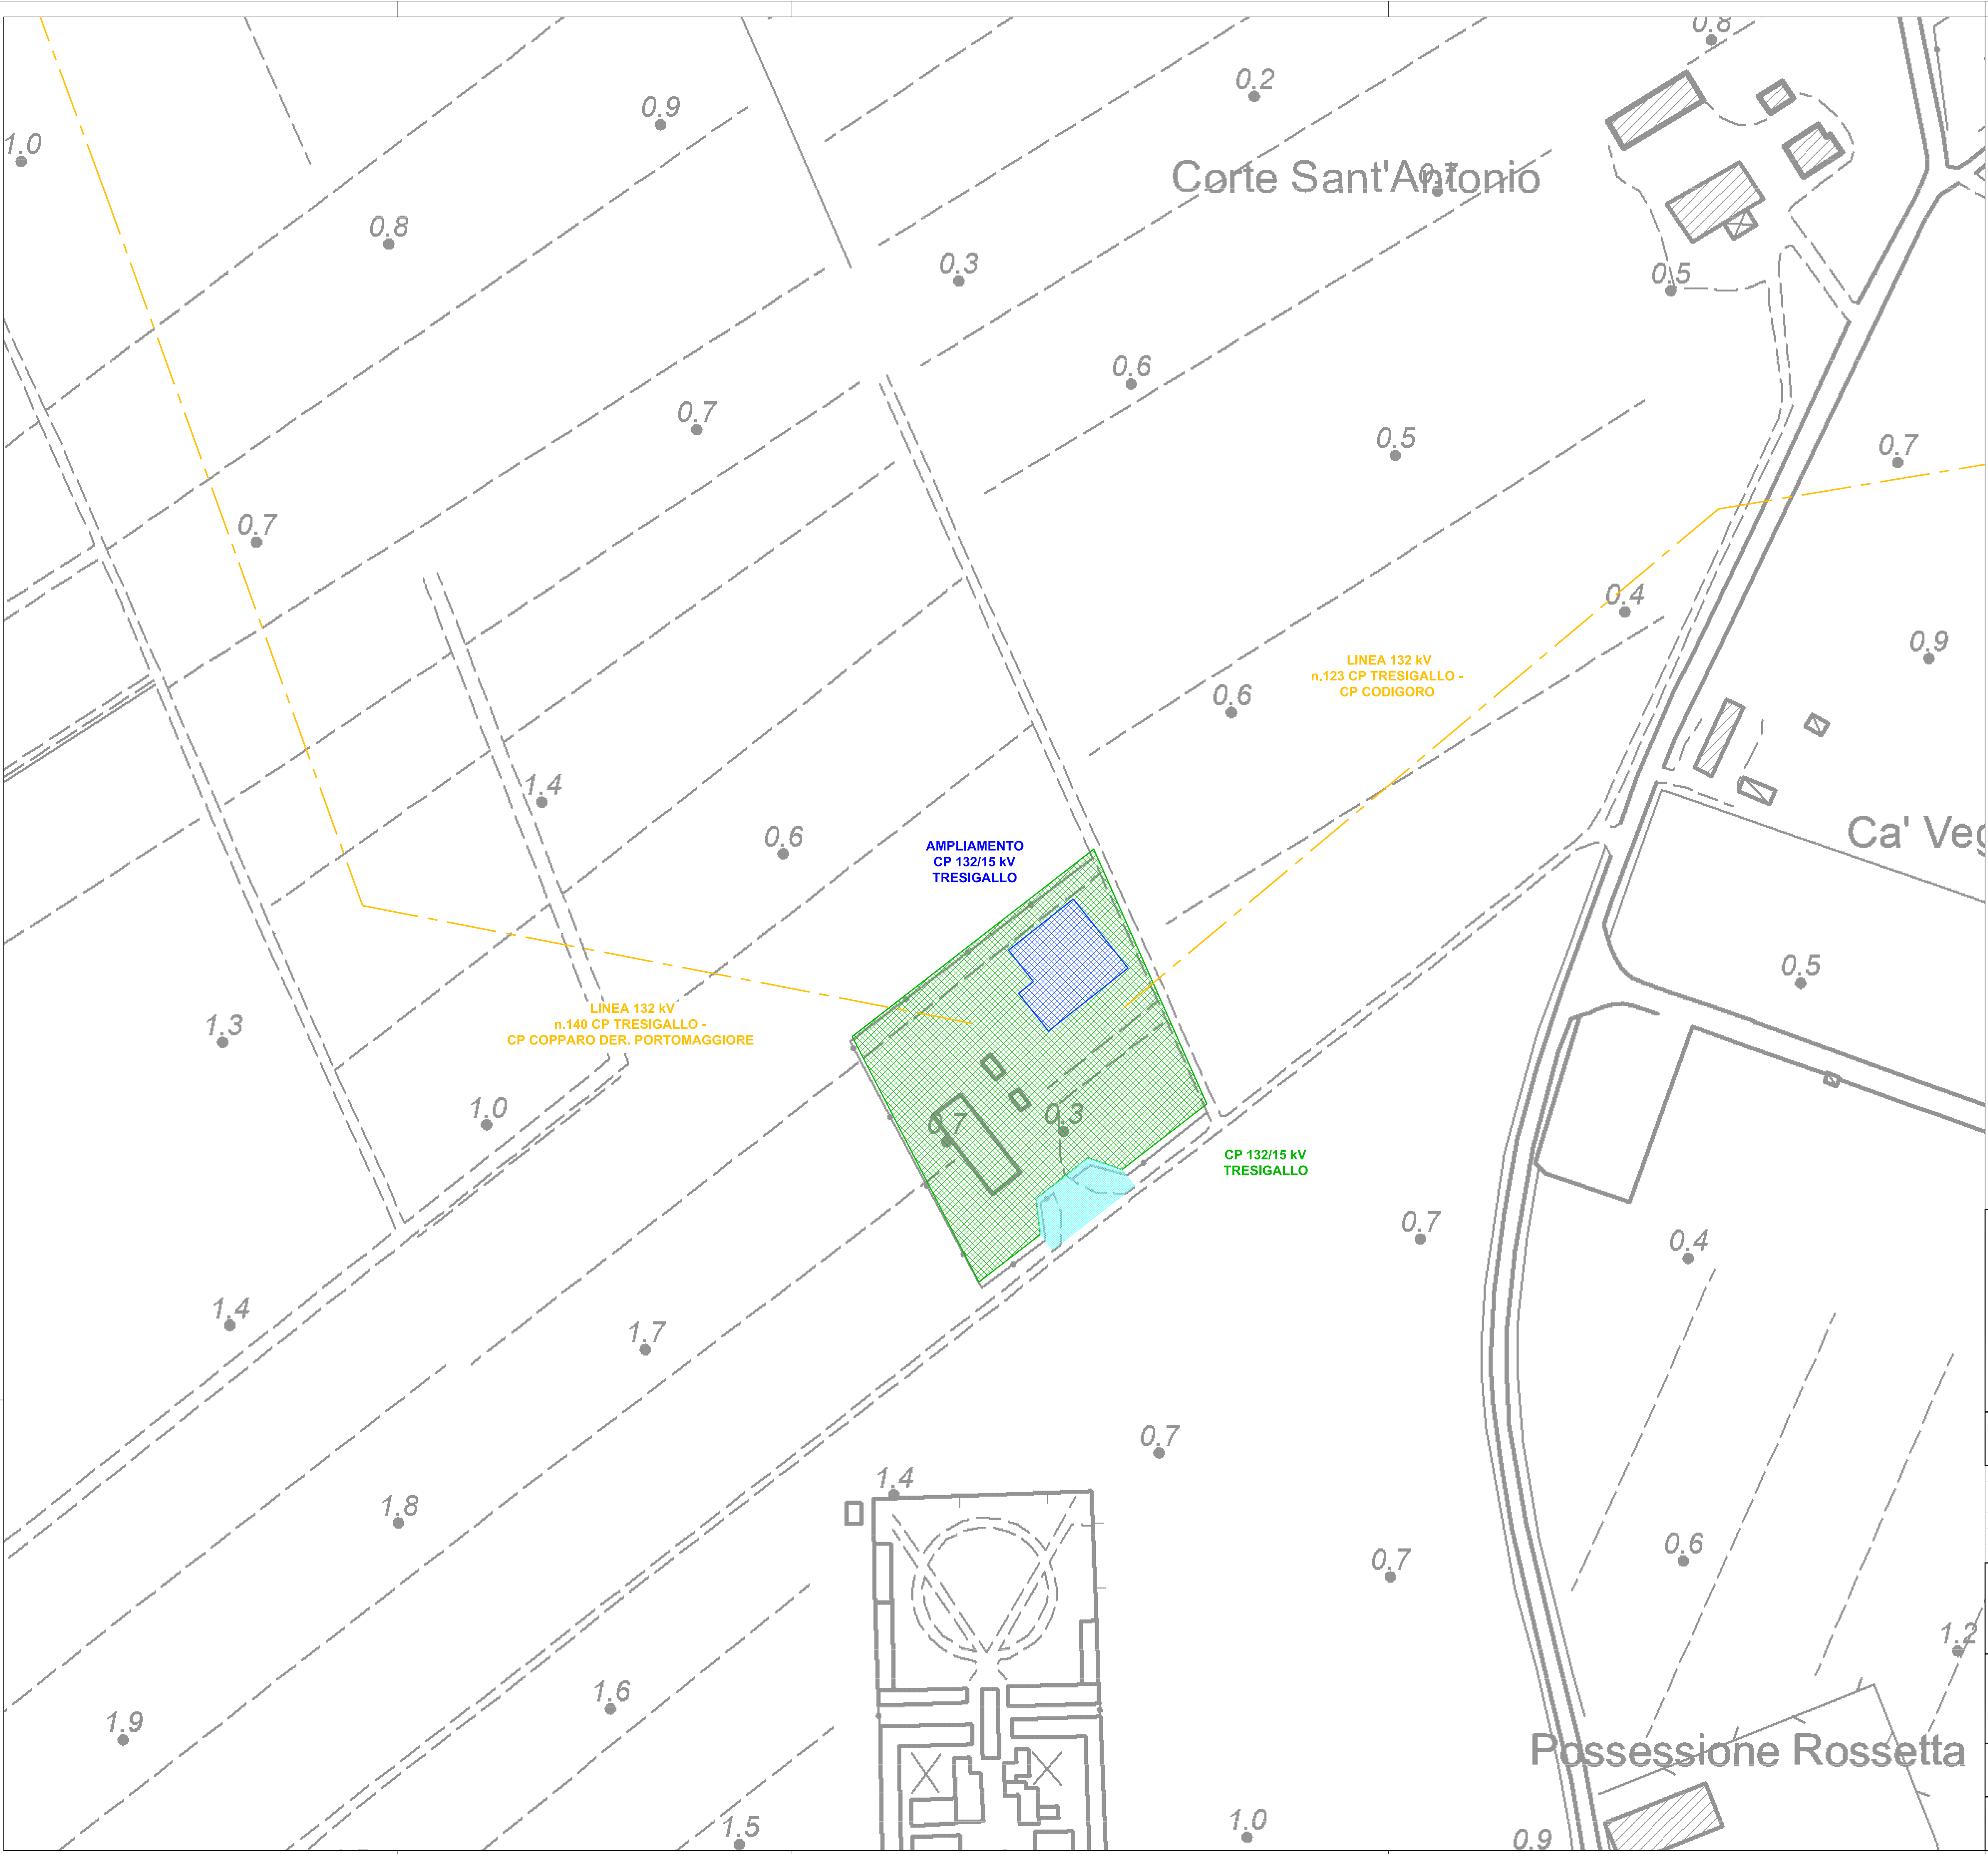 0.8
0.2
0.9
1.0
Corte Sant'Antonio
0.7
0.8
0.3
0.5
0.6
0.7
0.5
0.7
0.7
0.4
0.9
LINEA 132 kV
n.123 CP TRESIGALLO -
CP CODIGORO
0.6
1.4
0.6
AMPLIAMENTO
CP 132/15 kV
TRESIGALLO
Ca' Veg
0.5
LINEA 132 kV
n.140 CP TRESIGALLO -
CP COPPARO DER. PORTOMAGGIORE
1.3
1.0
0.7
0.3
CP 132/15 kV
TRESIGALLO
0.7
0.4
1.4
1.7
0.7
1.4
1.8
0.6
0.7
1.2
1.6
1.9
Possessione Rossetta
1.5
1.0
0.9